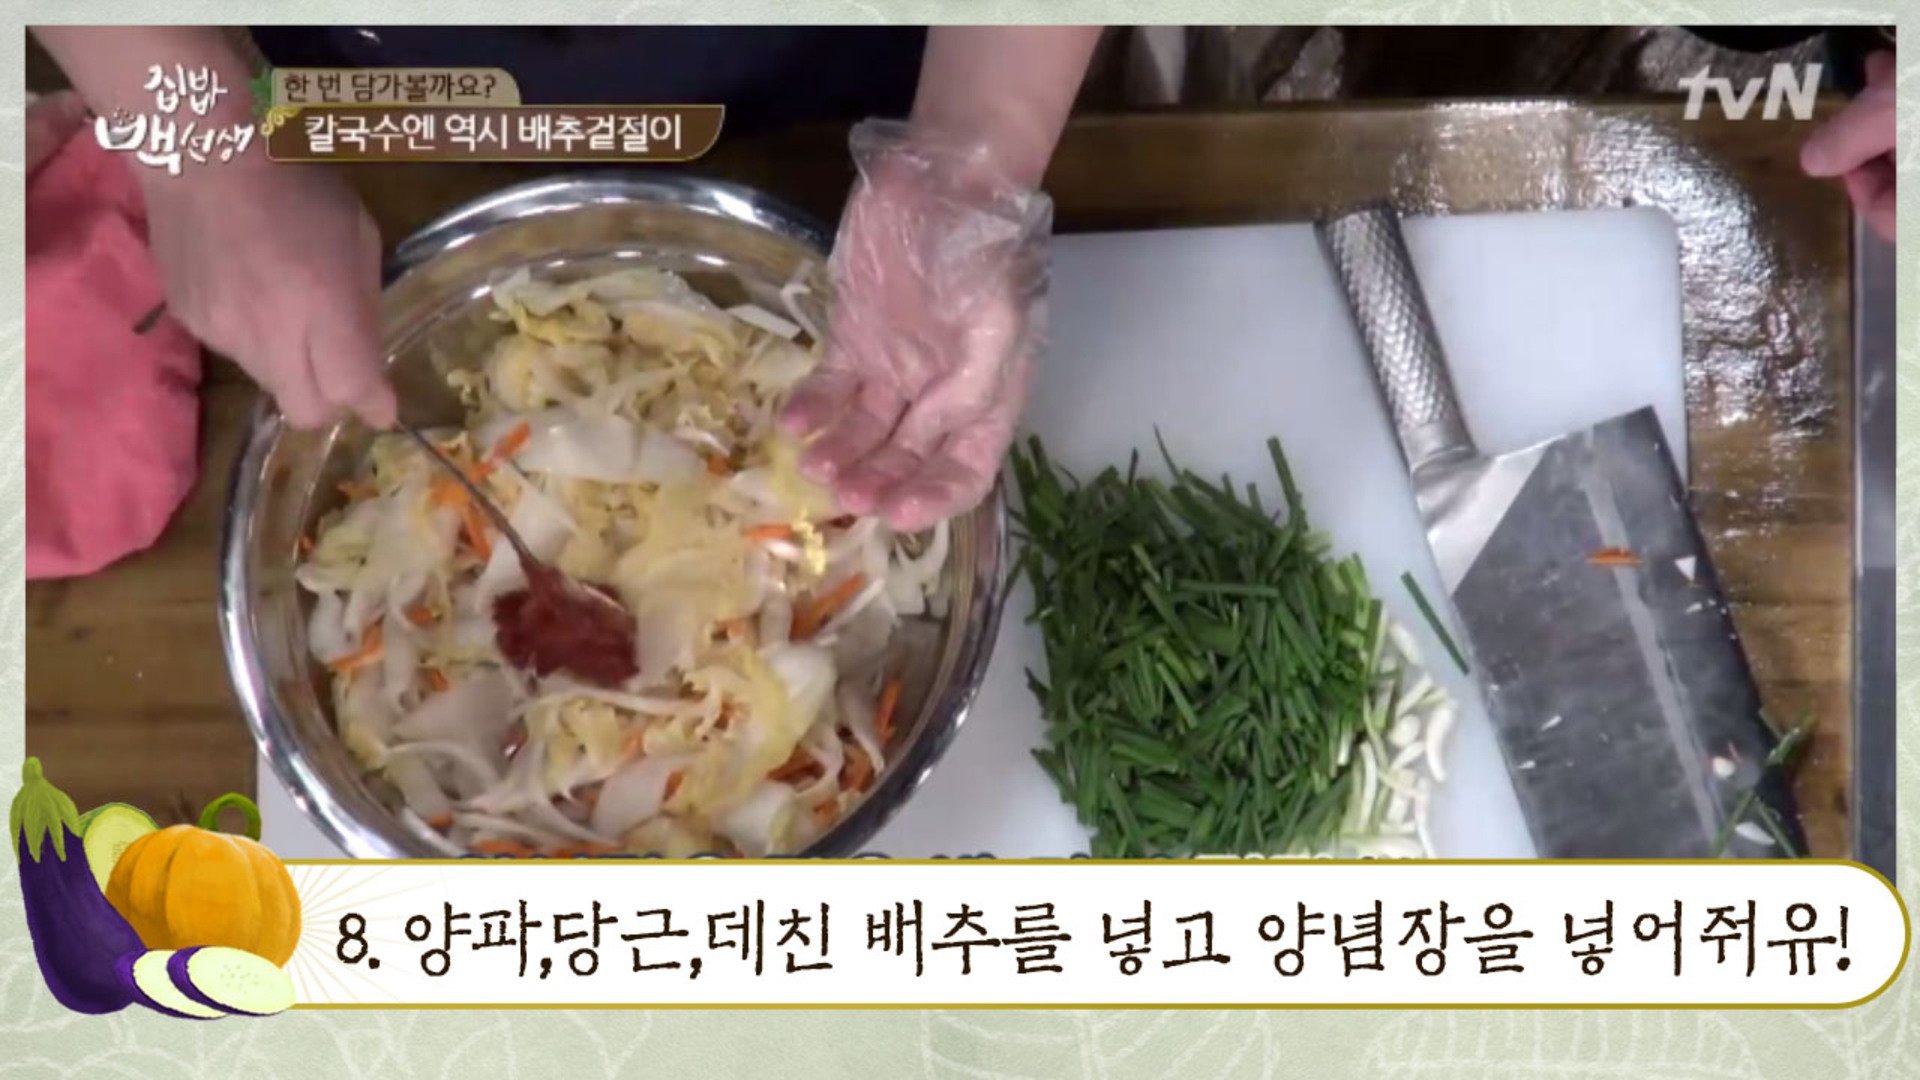 집밥
백선생
한 번 담가볼까요?
칼국수엔 역시 배추겉절이
tvN
8. 양파,당근,데친 배추를 넣고 양념장을 넣어줘유!